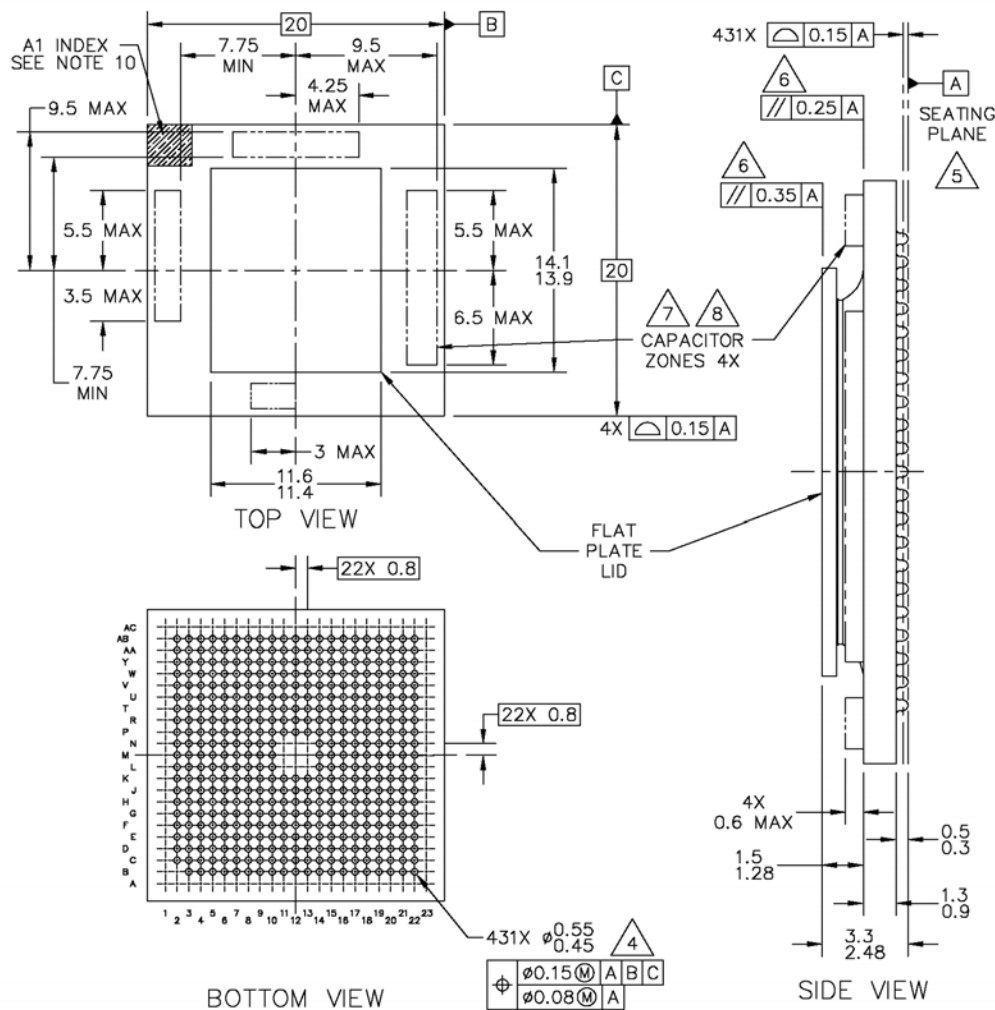 20
B
A1 INDEX
SEE NOTE 10
7.75
MIN
9.5
MAX
4.25
MAX
9.5 MAX
C
5.5 MAX
3.5 MAX
7.75
MIN
5.5 MAX
6.5 MAX
14.1
13.9
20
7
8
CAPACITOR
ZONES 4X
4X ⌓ 0.15 A
3 MAX
11.6
11.4
TOP VIEW
FLAT
PLATE
LID
431X ⌓ 0.15 A
6
// 0.25 A
A
SEATING
PLANE
5
6
// 0.35 A
4X
0.6 MAX
0.5
0.3
1.5
1.28
1.3
0.9
3.3
2.48
SIDE VIEW
22X 0.8
22X 0.8
AC
AB
AA
Y
W
V
U
T
R
P
N
M
L
K
J
H
G
F
E
D
C
B
A
1 2 3 4 5 6 7 8 9 10 11 12 13 14 15 16 17 18 19 20 21 22 23
431X ⌀0.55
0.45
4
⌖ ⌀0.15 Ⓜ A B C
⌀0.08 Ⓜ A
BOTTOM VIEW